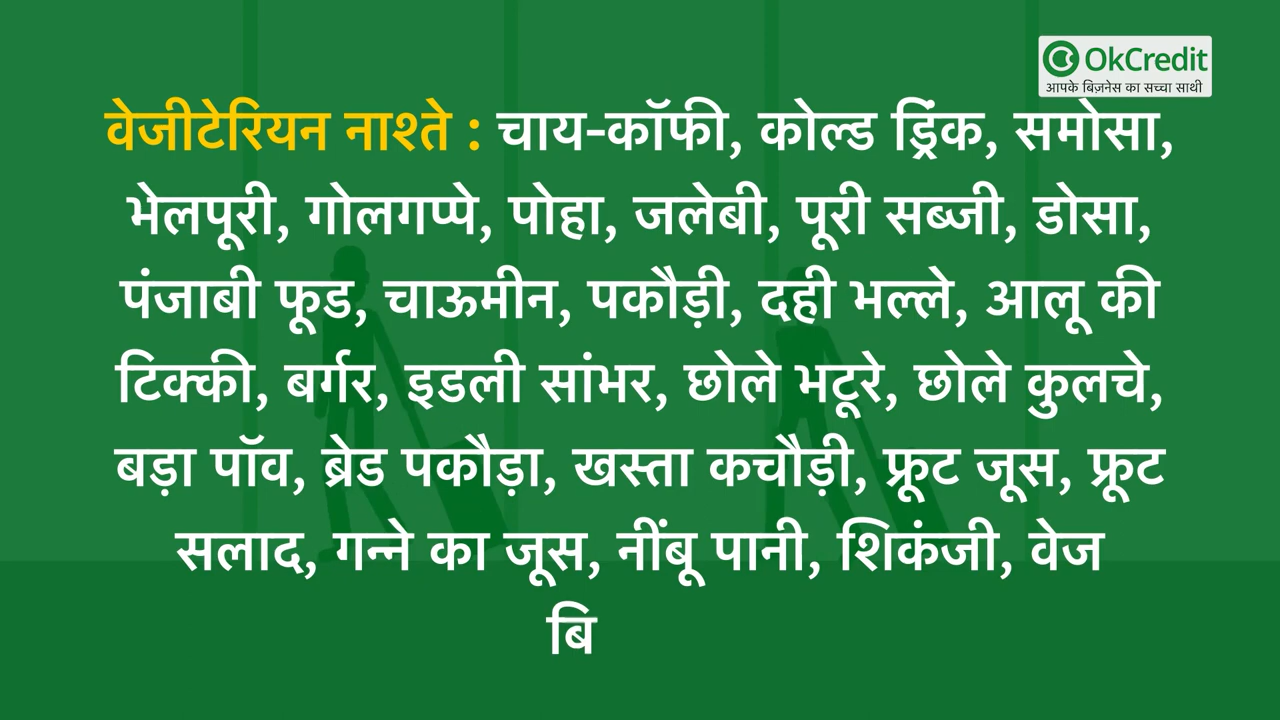 OkCredit
आपके बिज़नेस का सच्चा साथी
वेजीटेरियन नाश्ते : चाय-कॉफी, कोल्ड ड्रिंक, समोसा,
भेलपूरी, गोलगप्पे, पोहा, जलेबी, पूरी सब्जी, डोसा,
पंजाबी फूड, चाऊमीन, पकौड़ी, दही भल्ले, आलू की
टिक्की, बर्गर, इडली सांभर, छोले भटूरे, छोले कुलचे,
बड़ा पॉव, ब्रेड पकौड़ा, खस्ता कचौड़ी, फ्रूट जूस, फ्रूट
सलाद, गन्ने का जूस, नींबू पानी, शिकंजी, वेज
बि